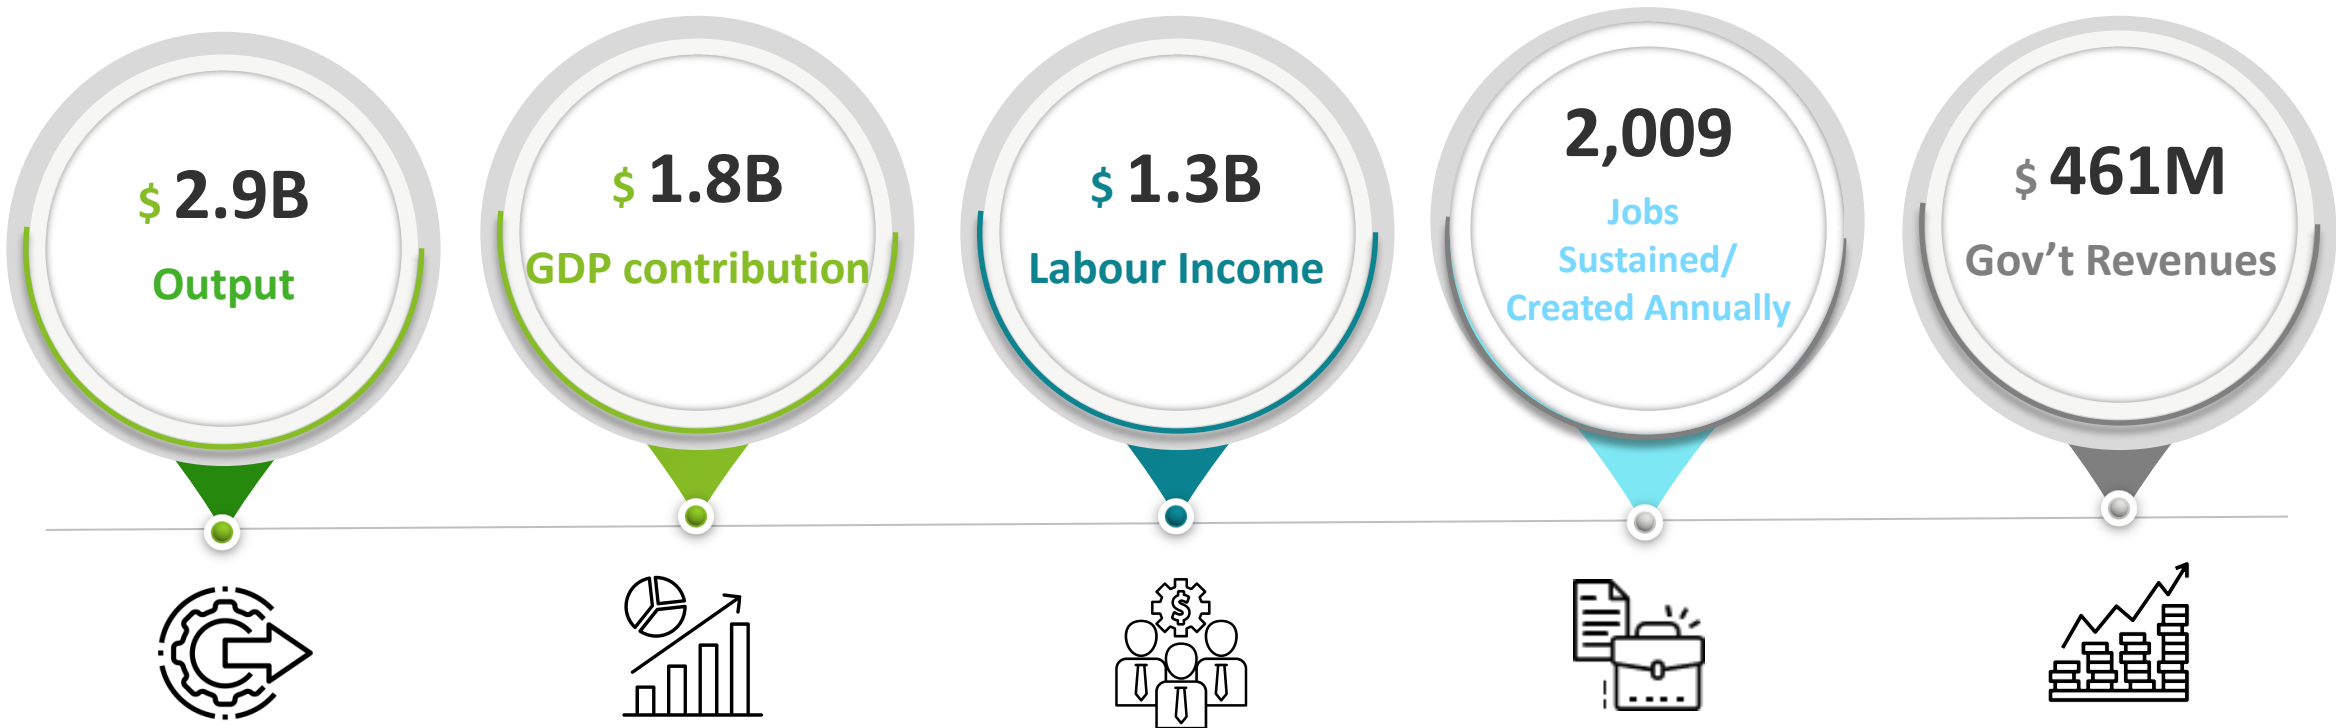 $ 2.9B
Output
$ 1.8B
GDP contribution
$ 1.3B
Labour Income
2,009
Jobs
Sustained/
Created Annually
$ 461M
Gov't Revenues
$